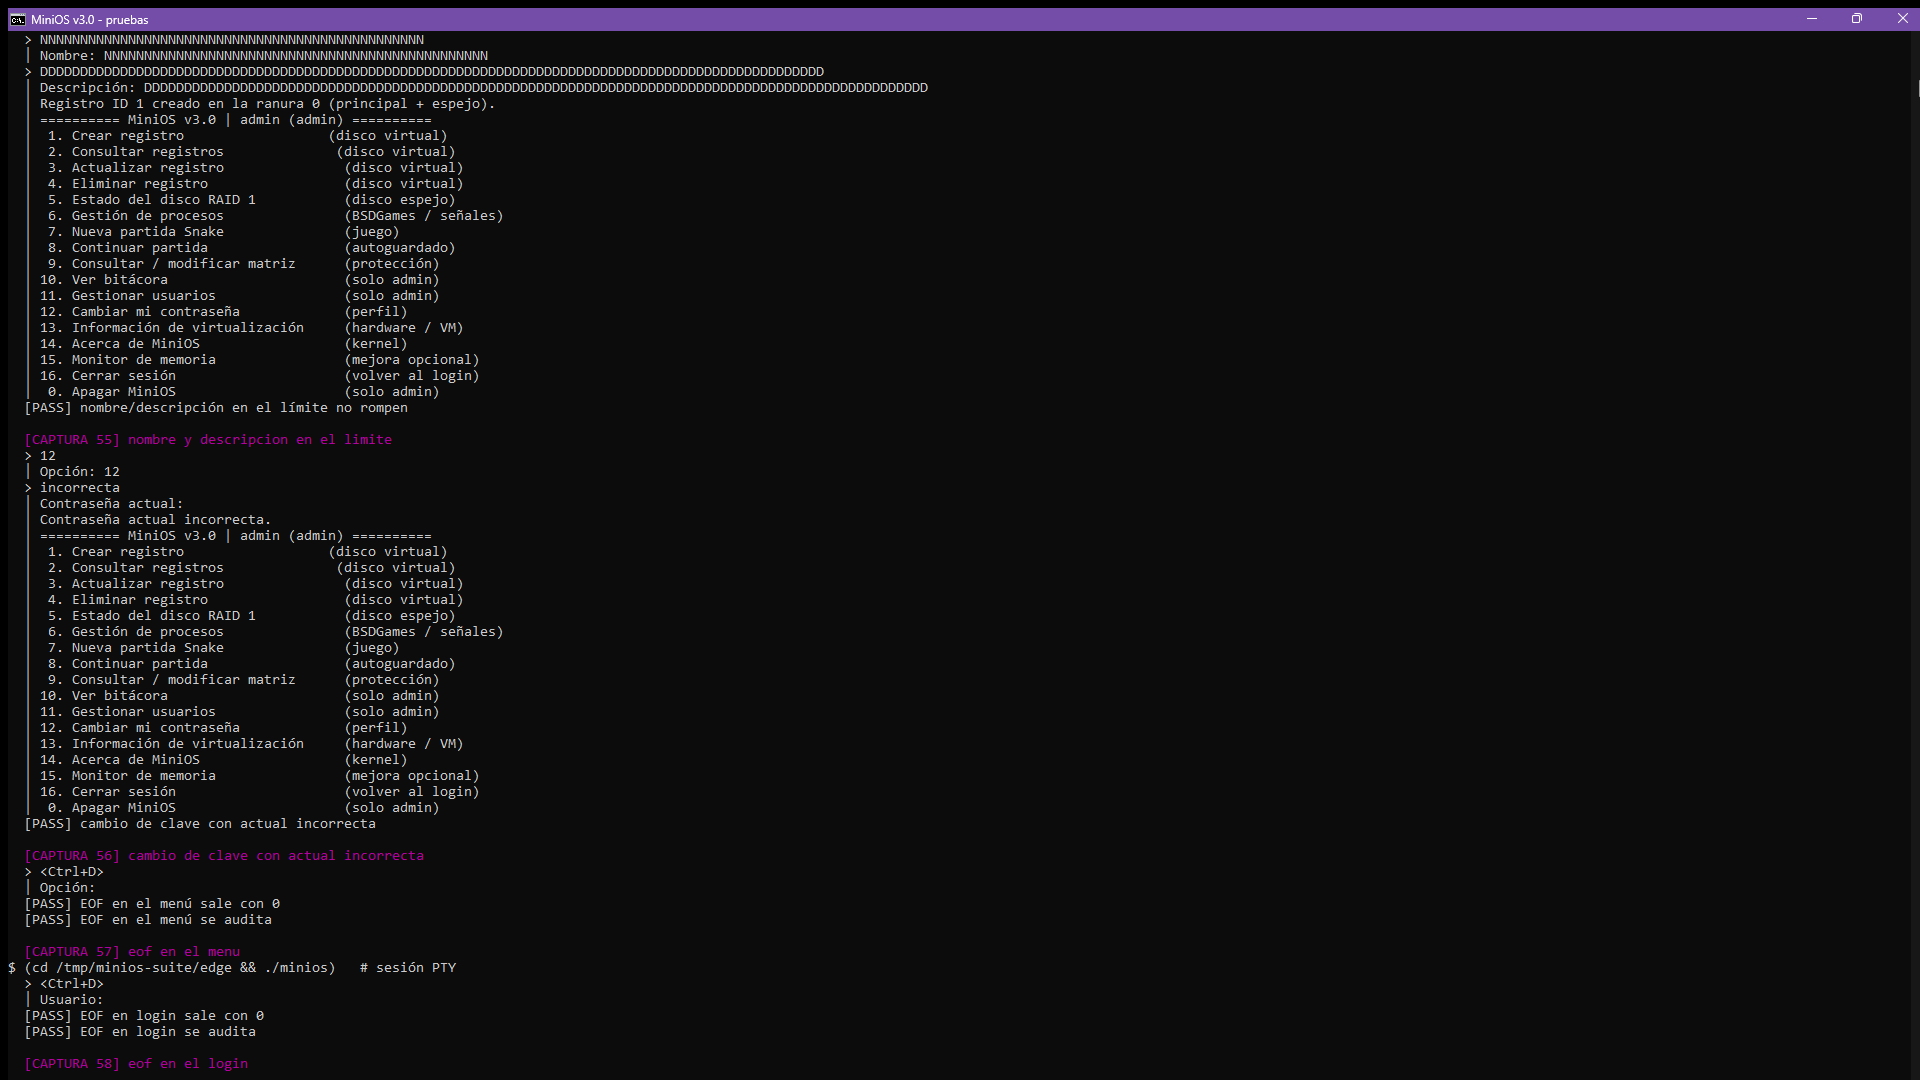 MiniOS v3.0 - pruebas
> NNNNNNNNNNNNNNNNNNNNNNNNNNNNNNNNNNNNNNNNNNNNNNNN
│ Nombre: NNNNNNNNNNNNNNNNNNNNNNNNNNNNNNNNNNNNNNNNNNNNNNNN
> DDDDDDDDDDDDDDDDDDDDDDDDDDDDDDDDDDDDDDDDDDDDDDDDDDDDDDDDDDDDDDDDDDDDDDDDDDDDDDDDDDDDDDDDDDDDDDDDDD
│ Descripción: DDDDDDDDDDDDDDDDDDDDDDDDDDDDDDDDDDDDDDDDDDDDDDDDDDDDDDDDDDDDDDDDDDDDDDDDDDDDDDDDDDDDDDDDDDDDDDDDDD
│ Registro ID 1 creado en la ranura 0 (principal + espejo).
│ ========== MiniOS v3.0 | admin (admin) ==========
│  1. Crear registro                  (disco virtual)
│  2. Consultar registros              (disco virtual)
│  3. Actualizar registro               (disco virtual)
│  4. Eliminar registro                 (disco virtual)
│  5. Estado del disco RAID 1           (disco espejo)
│  6. Gestión de procesos               (BSDGames / señales)
│  7. Nueva partida Snake               (juego)
│  8. Continuar partida                 (autoguardado)
│  9. Consultar / modificar matriz      (protección)
│ 10. Ver bitácora                      (solo admin)
│ 11. Gestionar usuarios                (solo admin)
│ 12. Cambiar mi contraseña             (perfil)
│ 13. Información de virtualización     (hardware / VM)
│ 14. Acerca de MiniOS                  (kernel)
│ 15. Monitor de memoria                (mejora opcional)
│ 16. Cerrar sesión                     (volver al login)
│  0. Apagar MiniOS                     (solo admin)
[PASS] nombre/descripción en el límite no rompen
[CAPTURA 55] nombre y descripcion en el limite
> 12
│ Opción: 12
> incorrecta
│ Contraseña actual:
│ Contraseña actual incorrecta.
│ ========== MiniOS v3.0 | admin (admin) ==========
│  1. Crear registro                  (disco virtual)
│  2. Consultar registros              (disco virtual)
│  3. Actualizar registro               (disco virtual)
│  4. Eliminar registro                 (disco virtual)
│  5. Estado del disco RAID 1           (disco espejo)
│  6. Gestión de procesos               (BSDGames / señales)
│  7. Nueva partida Snake               (juego)
│  8. Continuar partida                 (autoguardado)
│  9. Consultar / modificar matriz      (protección)
│ 10. Ver bitácora                      (solo admin)
│ 11. Gestionar usuarios                (solo admin)
│ 12. Cambiar mi contraseña             (perfil)
│ 13. Información de virtualización     (hardware / VM)
│ 14. Acerca de MiniOS                  (kernel)
│ 15. Monitor de memoria                (mejora opcional)
│ 16. Cerrar sesión                     (volver al login)
│  0. Apagar MiniOS                     (solo admin)
[PASS] cambio de clave con actual incorrecta
[CAPTURA 56] cambio de clave con actual incorrecta
> <Ctrl+D>
│ Opción:
[PASS] EOF en el menú sale con 0
[PASS] EOF en el menú se audita
[CAPTURA 57] eof en el menu
$ (cd /tmp/minios-suite/edge && ./minios)   # sesión PTY
> <Ctrl+D>
│ Usuario:
[PASS] EOF en login sale con 0
[PASS] EOF en login se audita
[CAPTURA 58] eof en el login